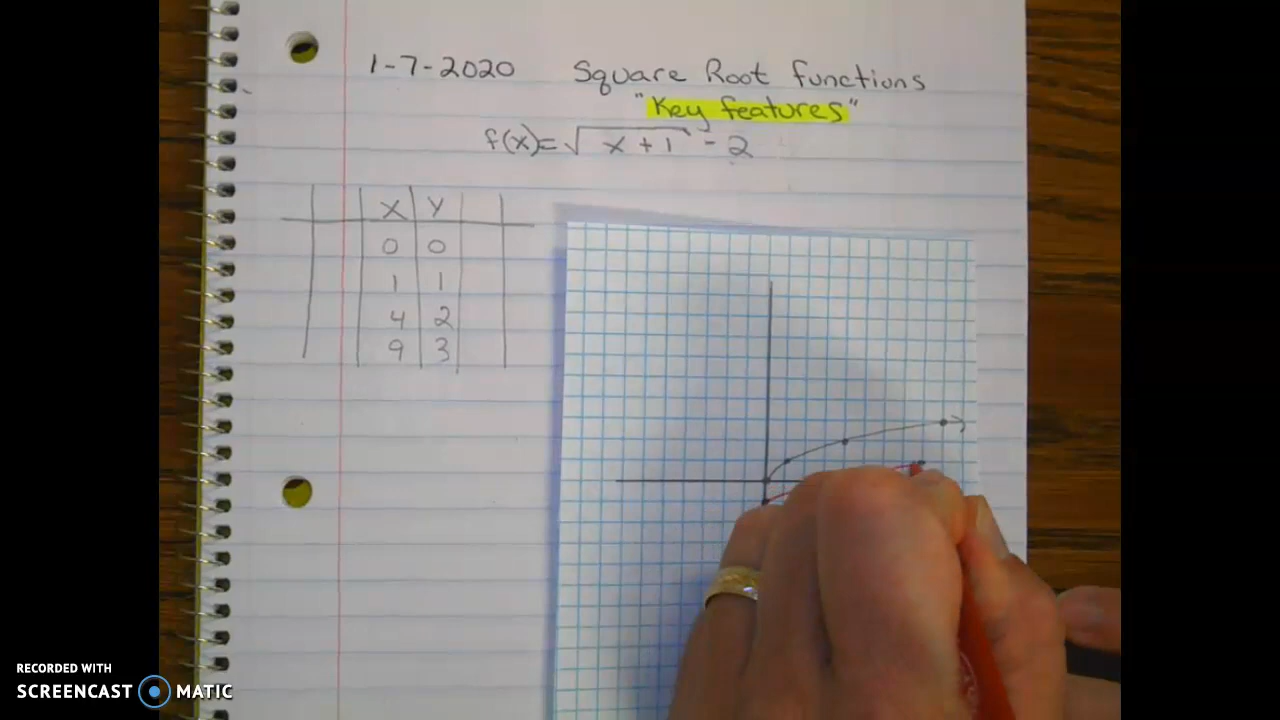 1-7-2020 Square Root functions
"Key features"
f(x)=√x+1 - 2
X Y
0 0
1 1
4 2
9 3
RECORDED WITH
SCREENCAST MATIC